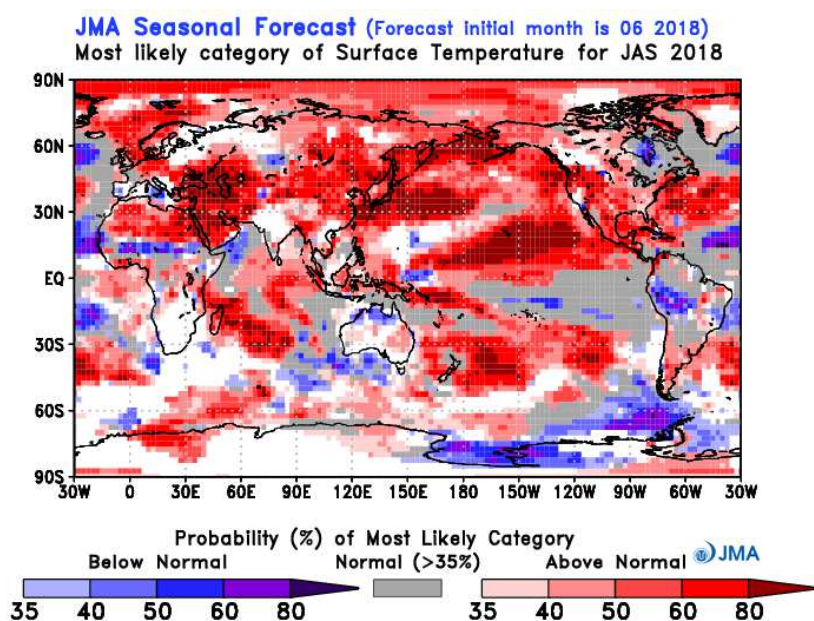 JMA Seasonal Forecast (Forecast initial month is 06 2018)
Most likely category of Surface Temperature for JAS 2018
90N
60N
30N
EQ
30S
60S
90S
30W 0 30E 60E 90E 120E 150E 180 150W 120W 90W 60W 30W
Probability (%) of Most Likely Category
Below Normal Normal (>35%) Above Normal JMA
35 40 50 60 80 35 40 50 60 80